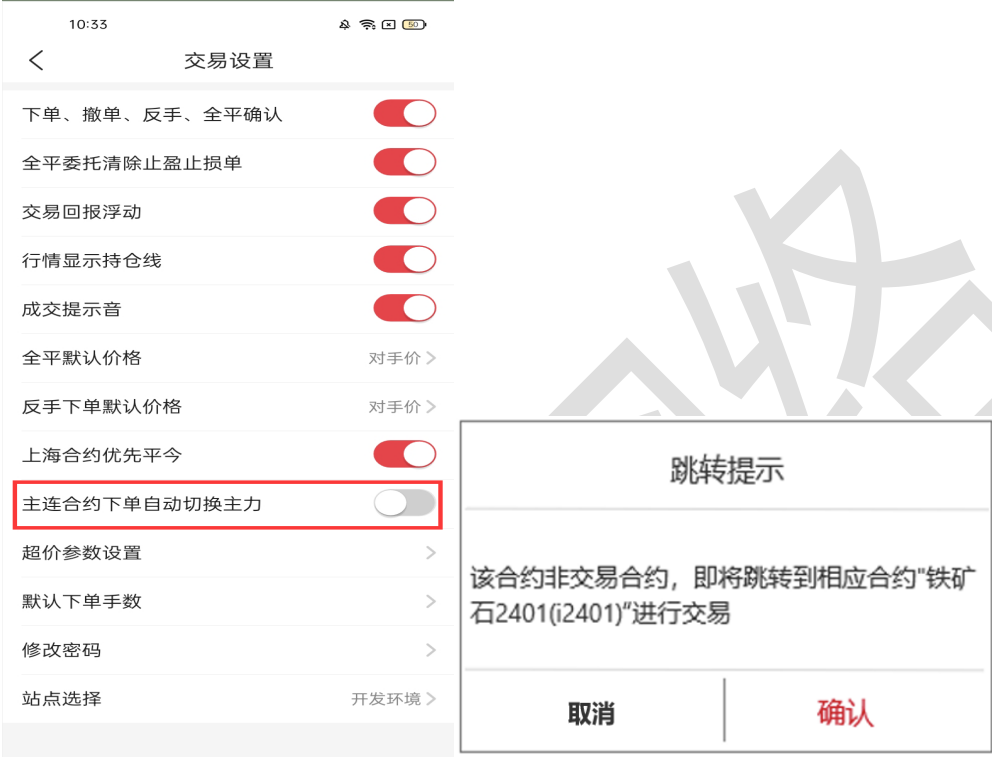 10:33
50
交易设置
下单、撤单、反手、全平确认
全平委托清除止盈止损单
交易回报浮动
行情显示持仓线
成交提示音
全平默认价格 对手价
反手下单默认价格 对手价
上海合约优先平今
主连合约下单自动切换主力
超价参数设置
默认下单手数
修改密码
站点选择 开发环境
跳转提示
该合约非交易合约，即将跳转到相应合约"铁矿
石2401(i2401)"进行交易
取消 确认